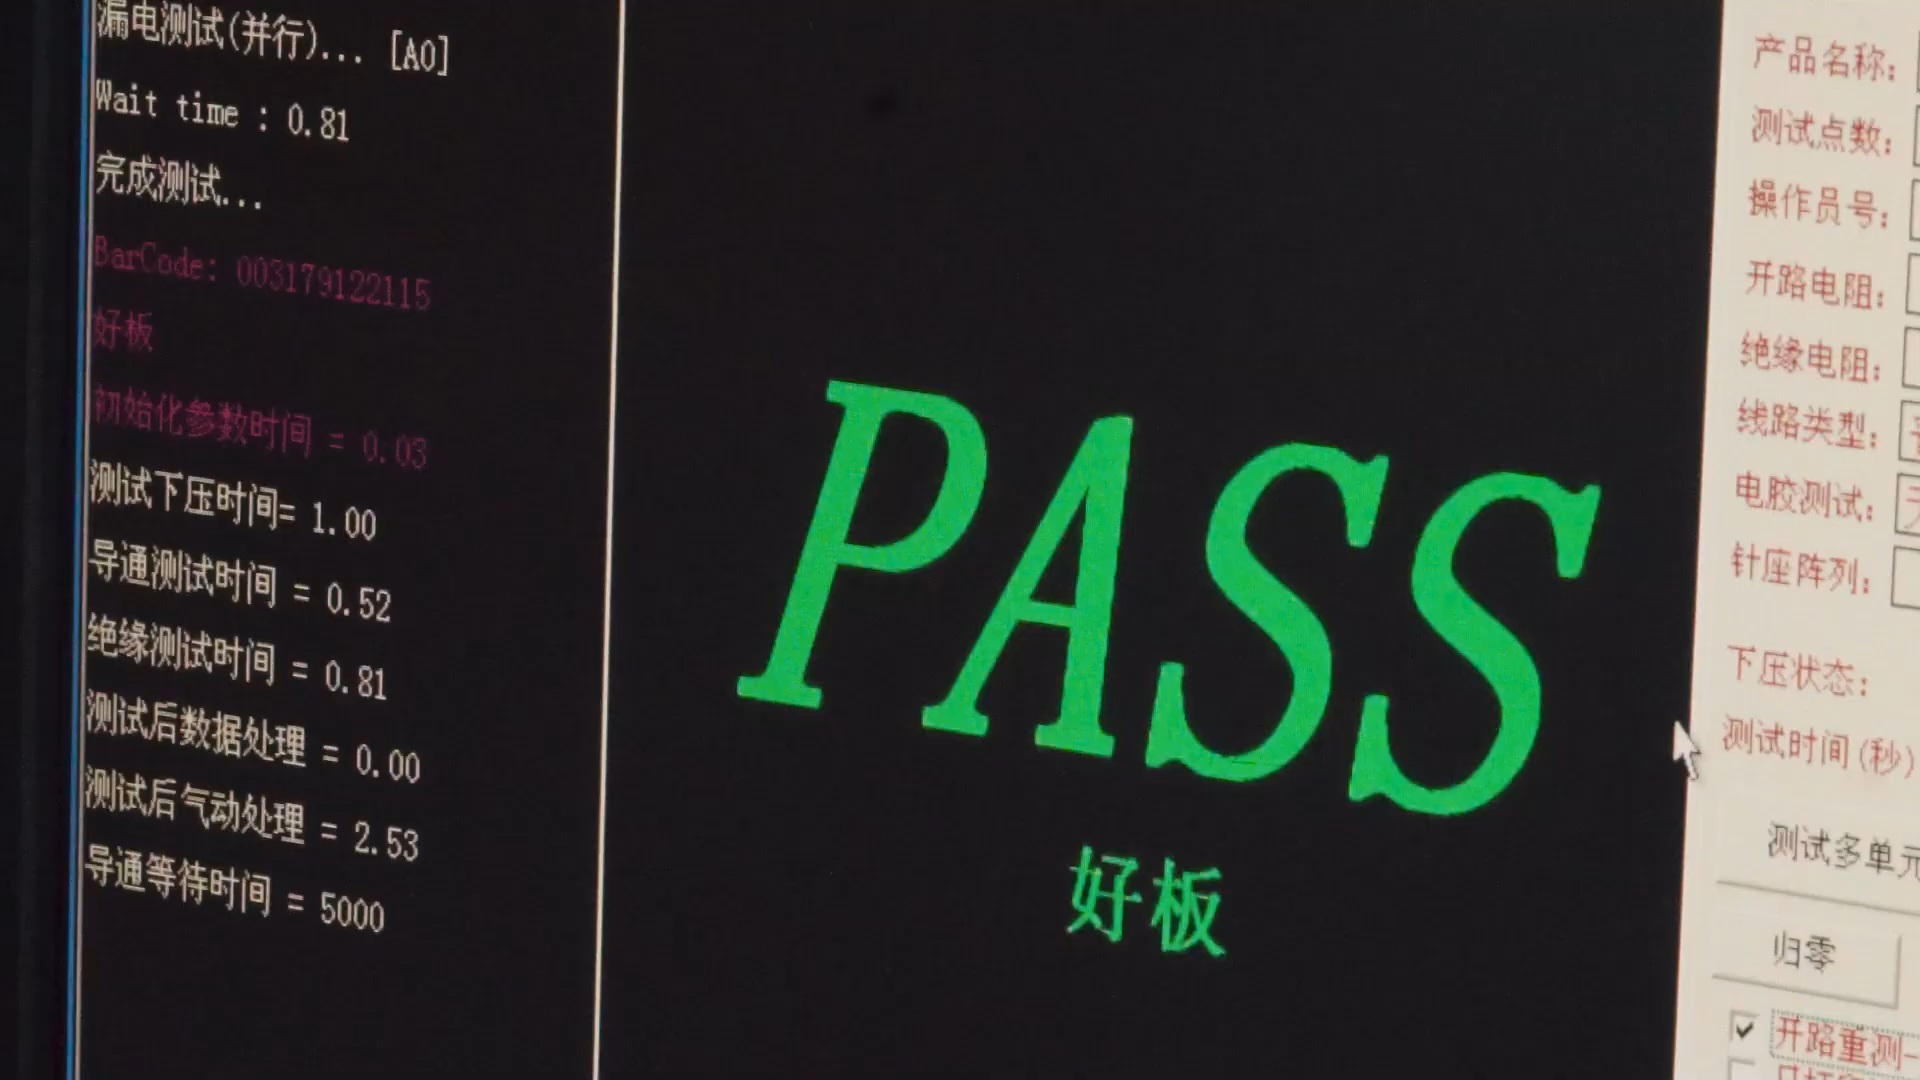 漏电测试(并行)... [A0]
Wait time : 0.81
完成测试...
BarCode: 003179122115
好板
初始化参数时间 = 0.03
测试下压时间= 1.00
导通测试时间 = 0.52
绝缘测试时间 = 0.81
测试后数据处理 = 0.00
测试后气动处理 = 2.53
导通等待时间 = 5000
PASS
好板
产品名称:
测试点数:
操作员号:
开路电阻:
绝缘电阻:
线路类型:
电胶测试:
针座阵列:
下压状态:
测试时间(秒)
测试多单元
归零
开路重测-